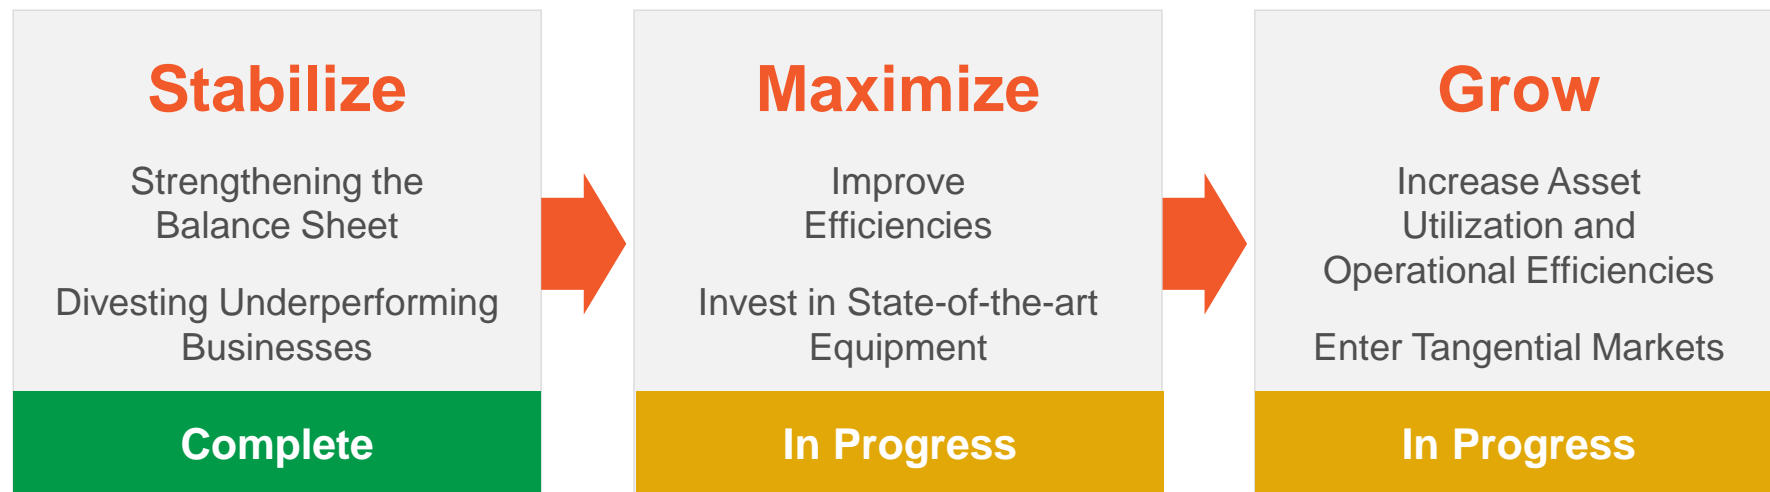 Stabilize
Strengthening the
Balance Sheet
Divesting Underperforming
Businesses
Complete
Maximize
Improve
Efficiencies
Invest in State-of-the-art
Equipment
In Progress
Grow
Increase Asset
Utilization and
Operational Efficiencies
Enter Tangential Markets
In Progress